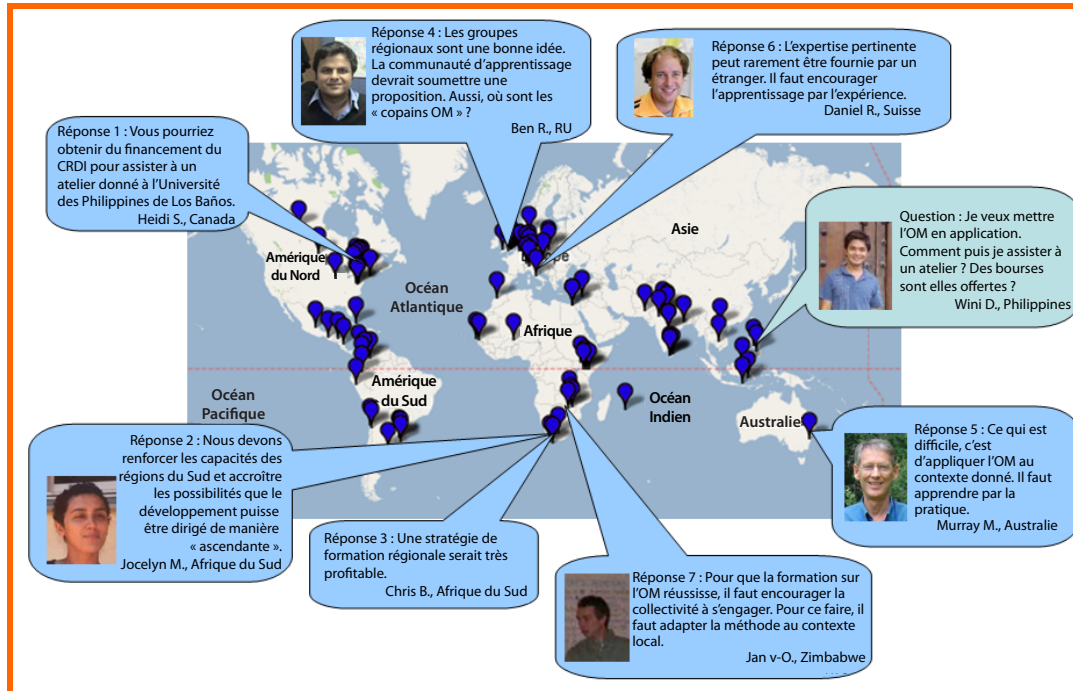 Réponse 4 : Les groupes
régionaux sont une bonne idée.
La communauté d’apprentissage
devrait soumettre une
proposition. Aussi, où sont les
« copains OM » ?
Ben R., RU
Réponse 6 : L’expertise pertinente
peut rarement être fournie par un
étranger. Il faut encourager
l’apprentissage par l’expérience.
Daniel R., Suisse
Réponse 1 : Vous pourriez
obtenir du financement du
CRDI pour assister à un
atelier donné à l’Université
des Philippines de Los Baños.
Heidi S., Canada
Question : Je veux mettre
l’OM en application.
Comment puis je assister à
un atelier ? Des bourses
sont elles offertes ?
Wini D., Philippines
Amérique
du Nord
Océan
Atlantique
Europe
Asie
Afrique
Amérique
du Sud
Océan
Pacifique
Océan
Indien
Australie
Réponse 2 : Nous devons
renforcer les capacités des
régions du Sud et accroître
les possibilités que le
développement puisse
être dirigé de manière
« ascendante ».
Jocelyn M., Afrique du Sud
Réponse 3 : Une stratégie de
formation régionale serait très
profitable.
Chris B., Afrique du Sud
Réponse 5 : Ce qui est
difficile, c’est
d’appliquer l’OM au
contexte donné. Il faut
apprendre par la
pratique.
Murray M., Australie
Réponse 7 : Pour que la formation sur
l’OM réussisse, il faut encourager la
collectivité à s’engager. Pour ce faire, il
faut adapter la méthode au contexte
local.
Jan v-O., Zimbabwe